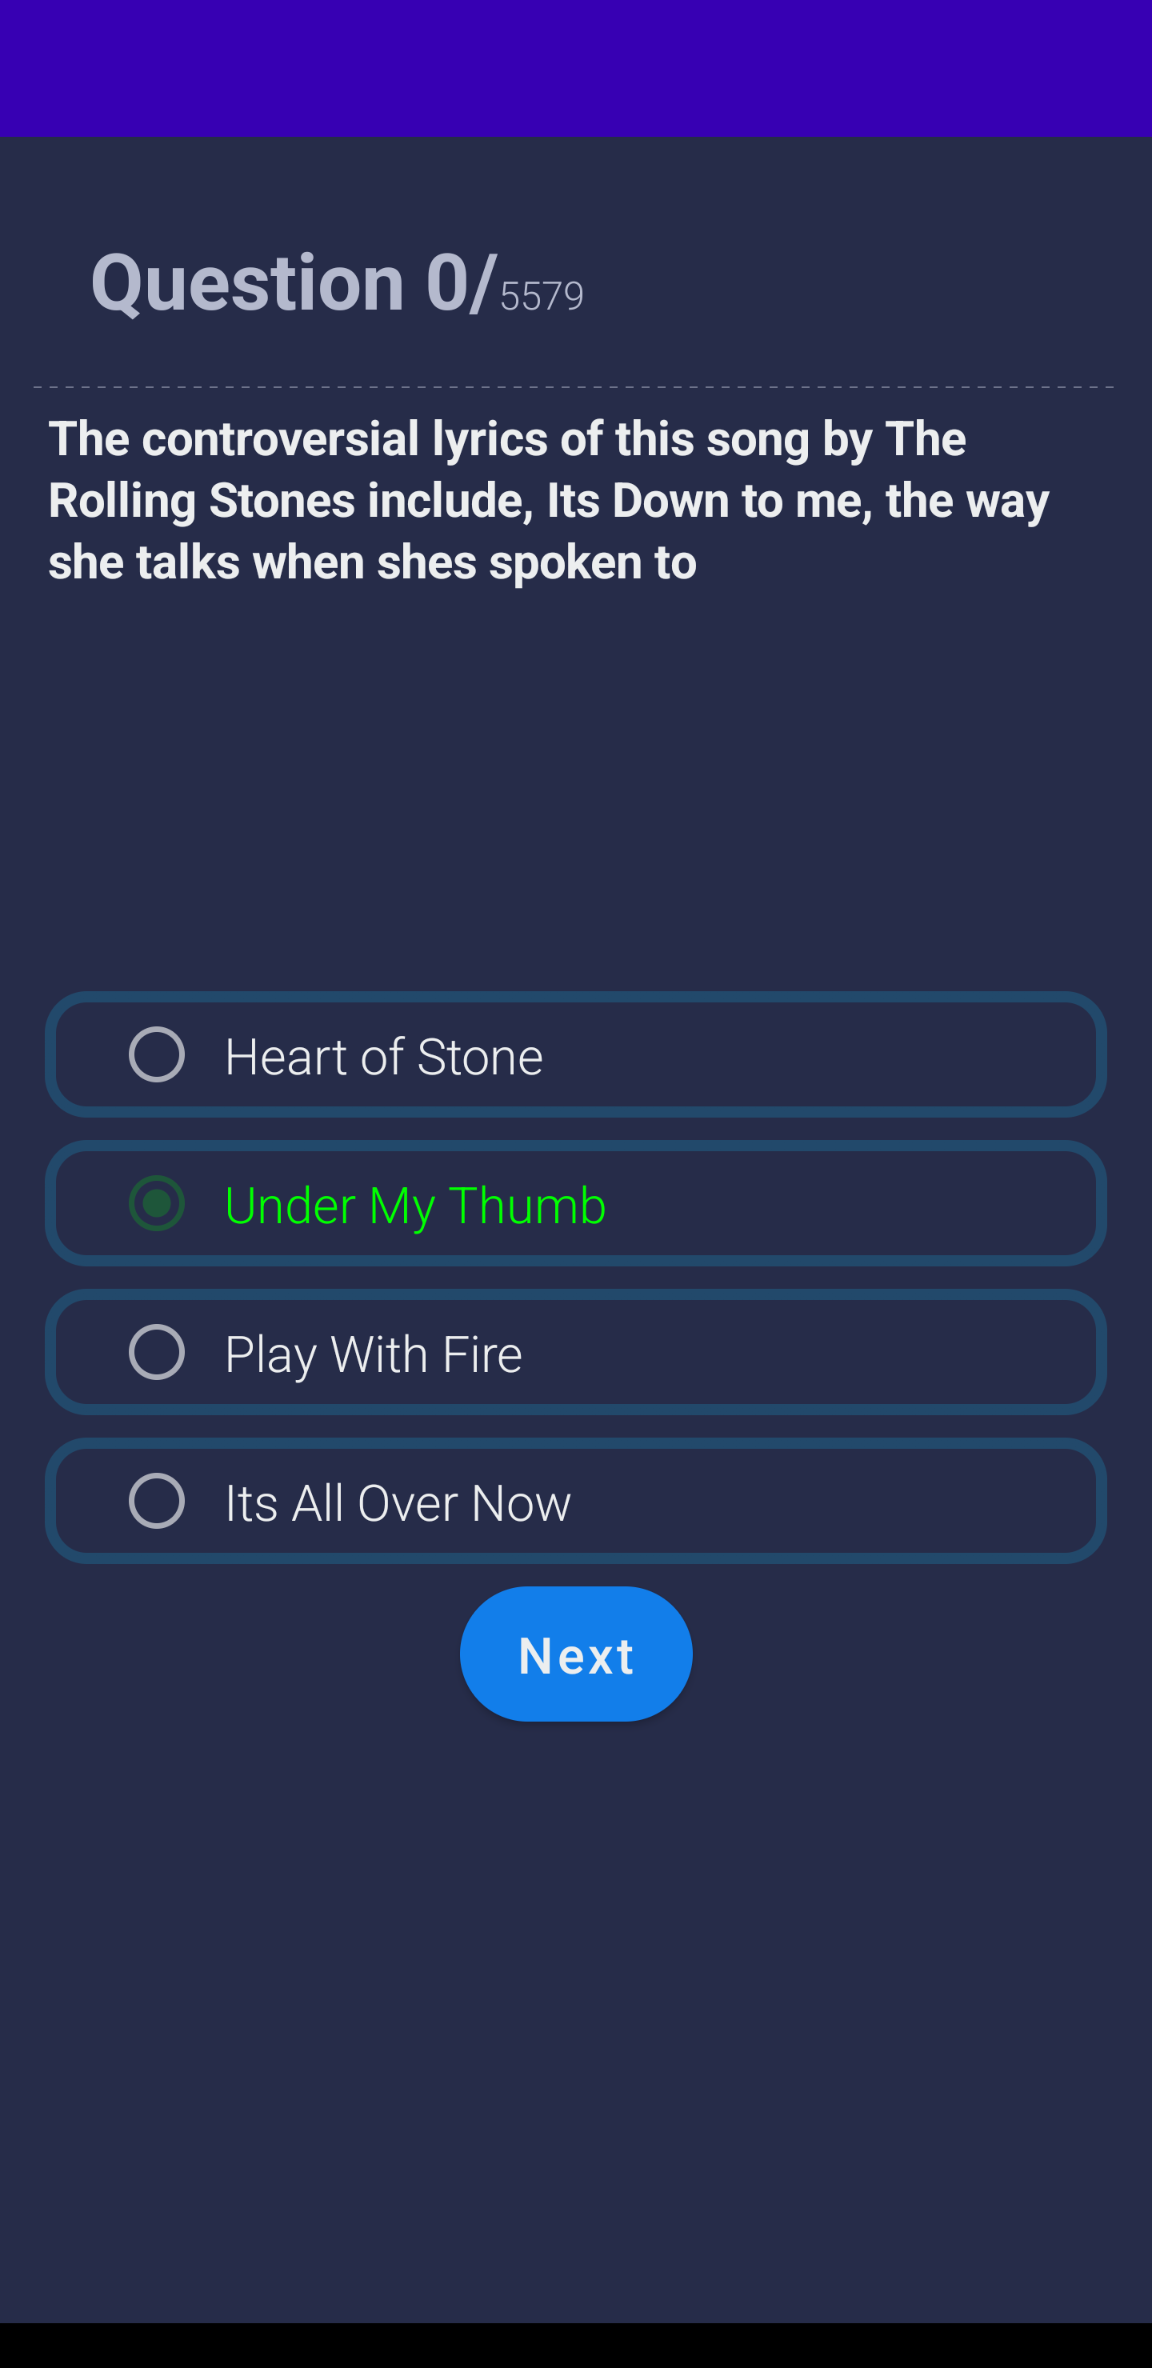 Question 0/5579
The controversial lyrics of this song by The
Rolling Stones include, Its Down to me, the way
she talks when shes spoken to
Heart of Stone
Under My Thumb
Play With Fire
Its All Over Now
Next